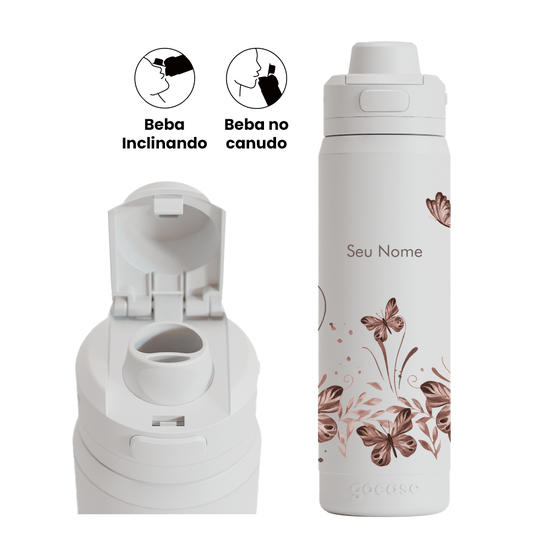 Beba
Inclinando
Beba no
canudo
Seu Nome
gocase